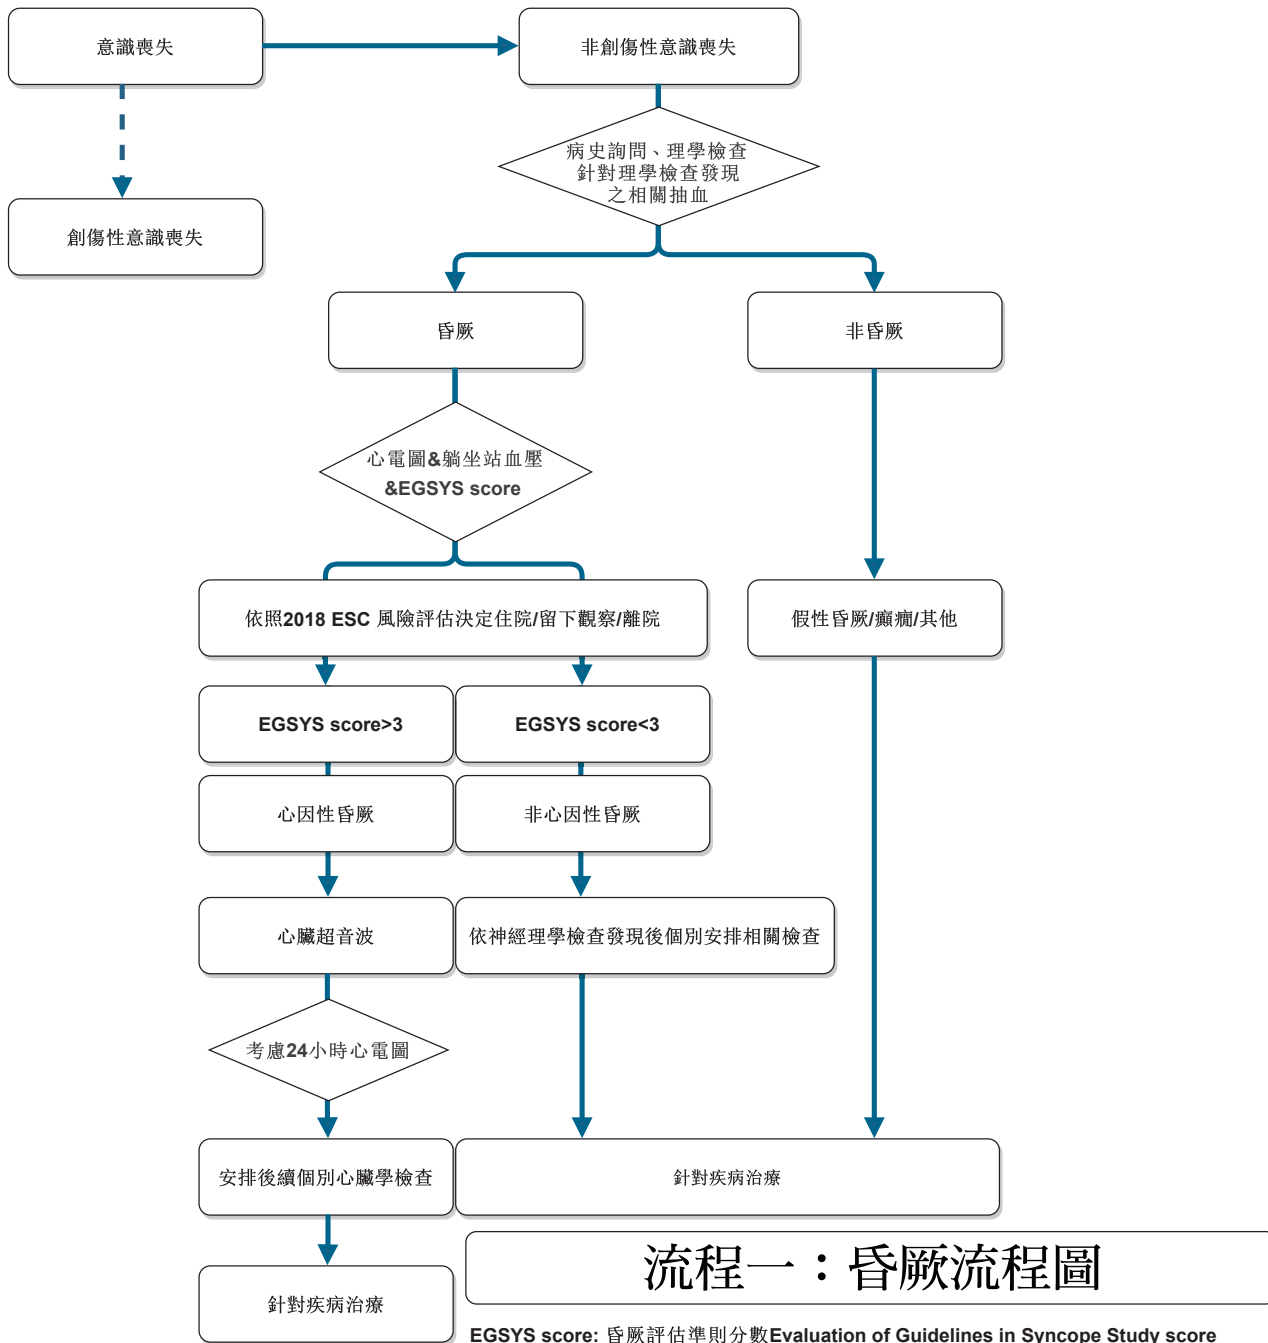 意識喪失
非創傷性意識喪失
病史詢問、理學檢查
針對理學檢查發現
之相關抽血
創傷性意識喪失
昏厥
非昏厥
心電圖&躺坐站血壓
&EGSYS score
依照2018 ESC 風險評估決定住院/留下觀察/離院
假性昏厥/癲癇/其他
EGSYS score>3
EGSYS score<3
心因性昏厥
非心因性昏厥
心臟超音波
依神經理學檢查發現後個別安排相關檢查
考慮24小時心電圖
安排後續個別心臟學檢查
針對疾病治療
針對疾病治療
流程一：昏厥流程圖
EGSYS score: 昏厥評估準則分數Evaluation of Guidelines in Syncope Study score